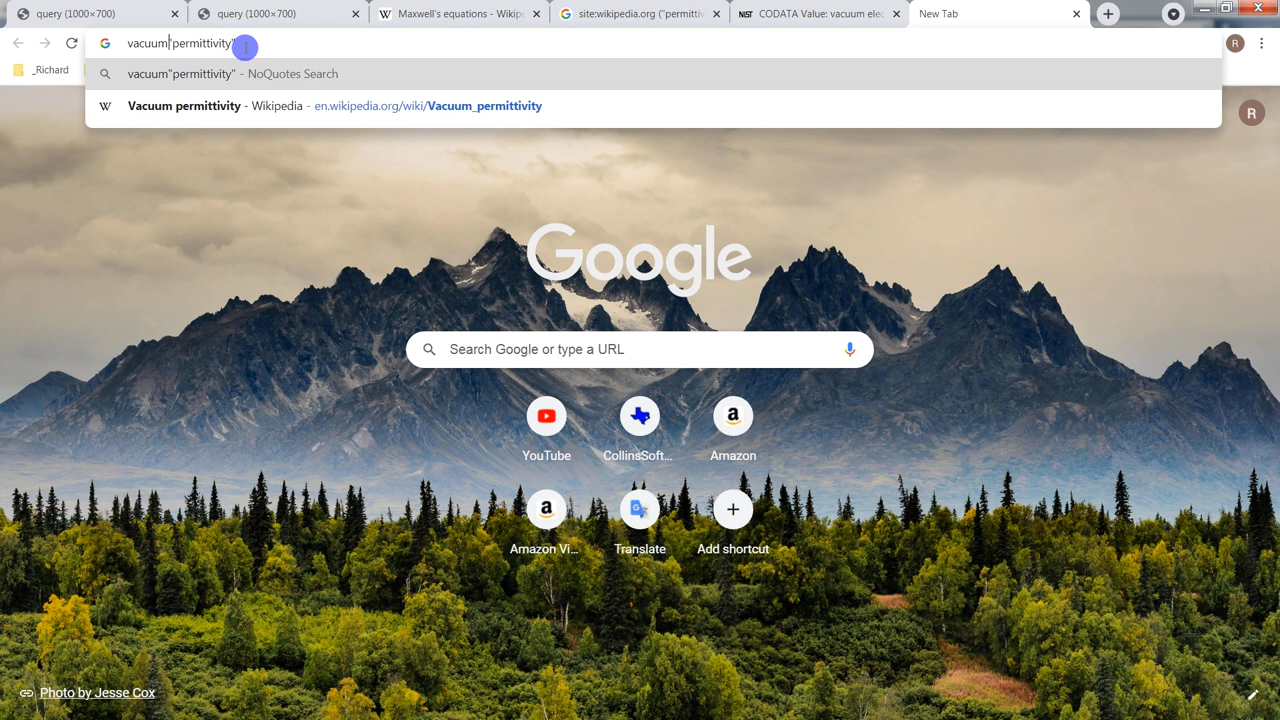 query (1000×700)
query (1000×700)
Maxwell's equations - Wikip
site:wikipedia.org ("permittiv
NIST CODATA Value: vacuum elec
New Tab
vacuum"permittivity"
R
_Richard
vacuum"permittivity" - NoQuotes Search
Vacuum permittivity - Wikipedia - en.wikipedia.org/wiki/Vacuum_permittivity
R
Google
Search Google or type a URL
YouTube
CollinsSoft...
Amazon
Amazon Vi...
Translate
Add shortcut
Photo by Jesse Cox